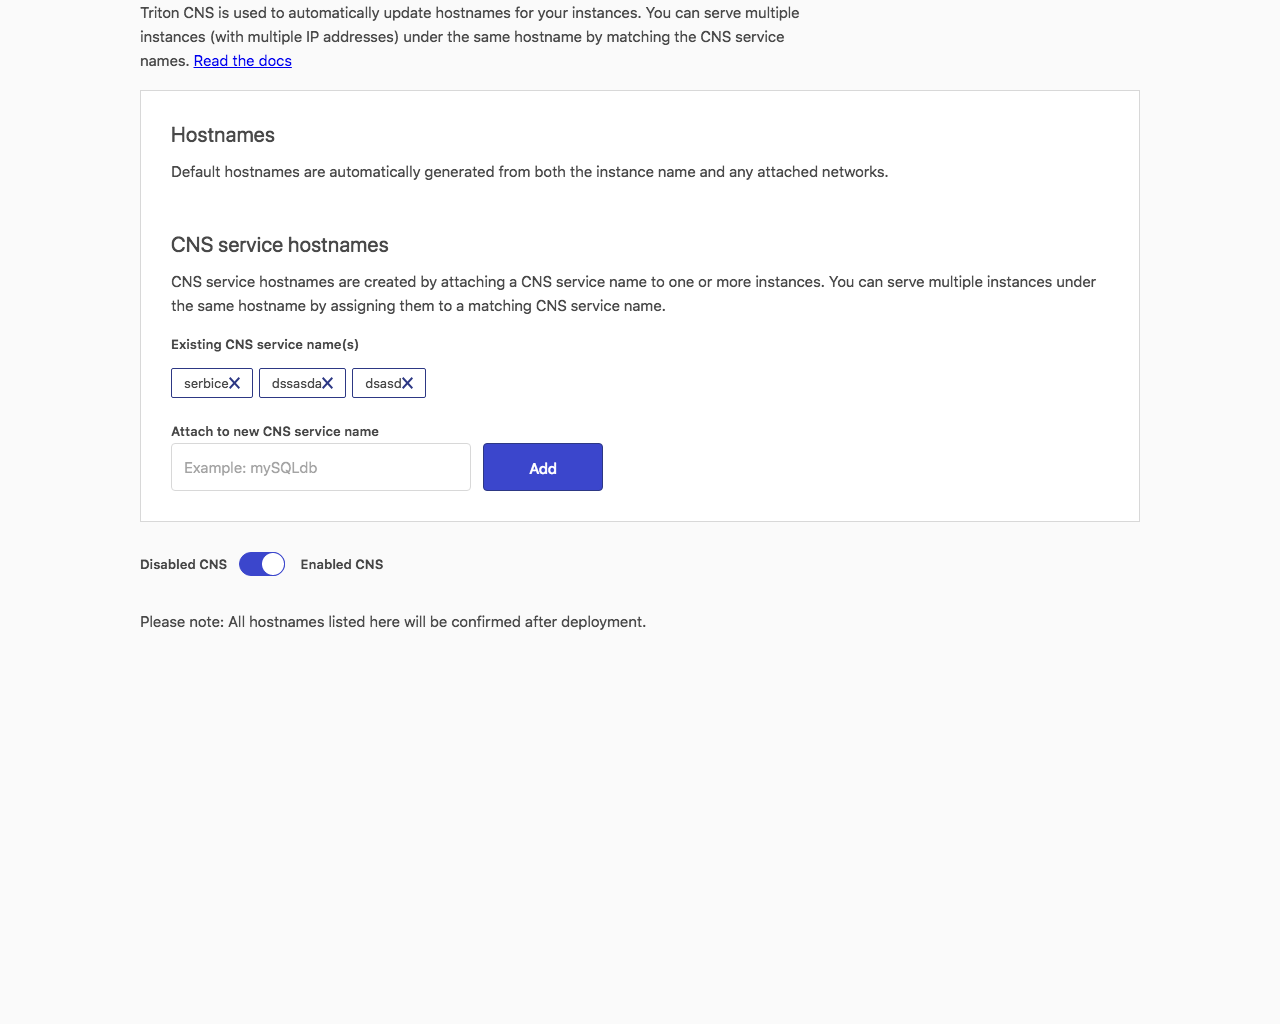 Triton CNS is used to automatically update hostnames for your instances. You can serve multiple
instances (with multiple IP addresses) under the same hostname by matching the CNS service
names. Read the docs
Hostnames
Default hostnames are automatically generated from both the instance name and any attached networks.
CNS service hostnames
CNS service hostnames are created by attaching a CNS service name to one or more instances. You can serve multiple instances under
the same hostname by assigning them to a matching CNS service name.
Existing CNS service name(s)
serbice dssasda dsasd
Attach to new CNS service name
Example: mySQLdb Add
Disabled CNS Enabled CNS
Please note: All hostnames listed here will be confirmed after deployment.